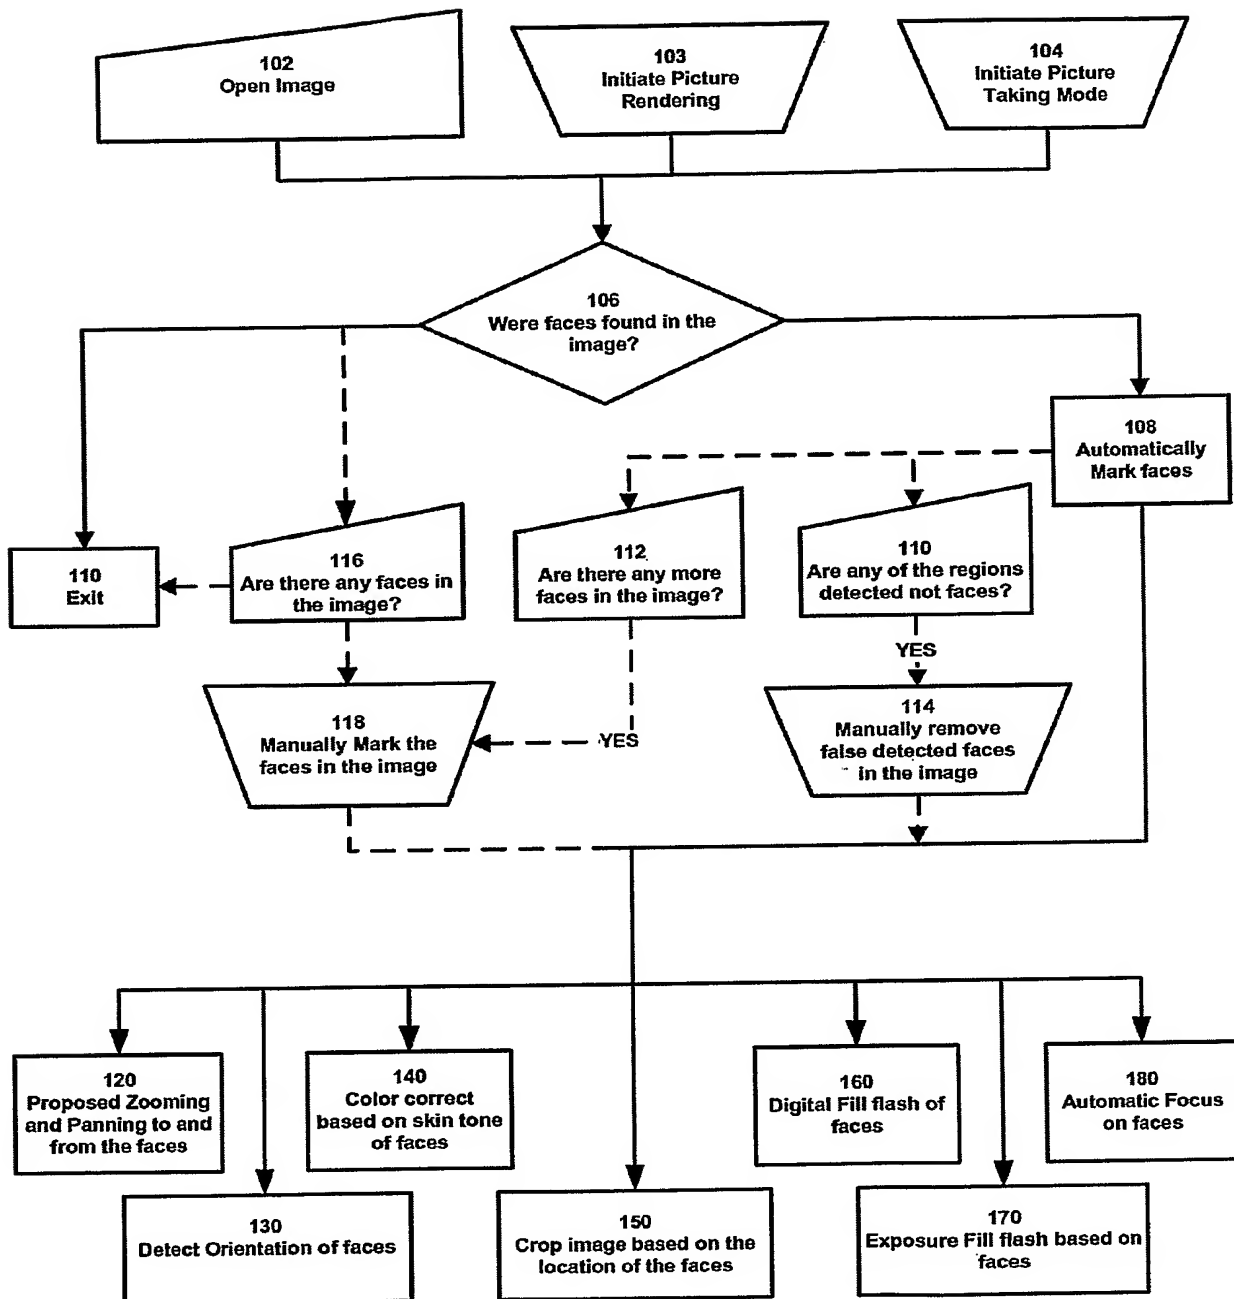 102
Open Image
103
Initiate Picture
Rendering
104
Initiate Picture
Taking Mode
106
Were faces found in the
image?
108
Automatically
Mark faces
110
Exit
116
Are there any faces in
the image?
112
Are there any more
faces in the image?
110
Are any of the regions
detected not faces?
YES
118
Manually Mark the
faces in the image
YES
114
Manually remove
false detected faces
in the image
120
Proposed Zooming
and Panning to and
from the faces
140
Color correct
based on skin tone
of faces
160
Digital Fill flash of
faces
180
Automatic Focus
on faces
130
Detect Orientation of faces
150
Crop image based on the
location of the faces
170
Exposure Fill flash based on
faces